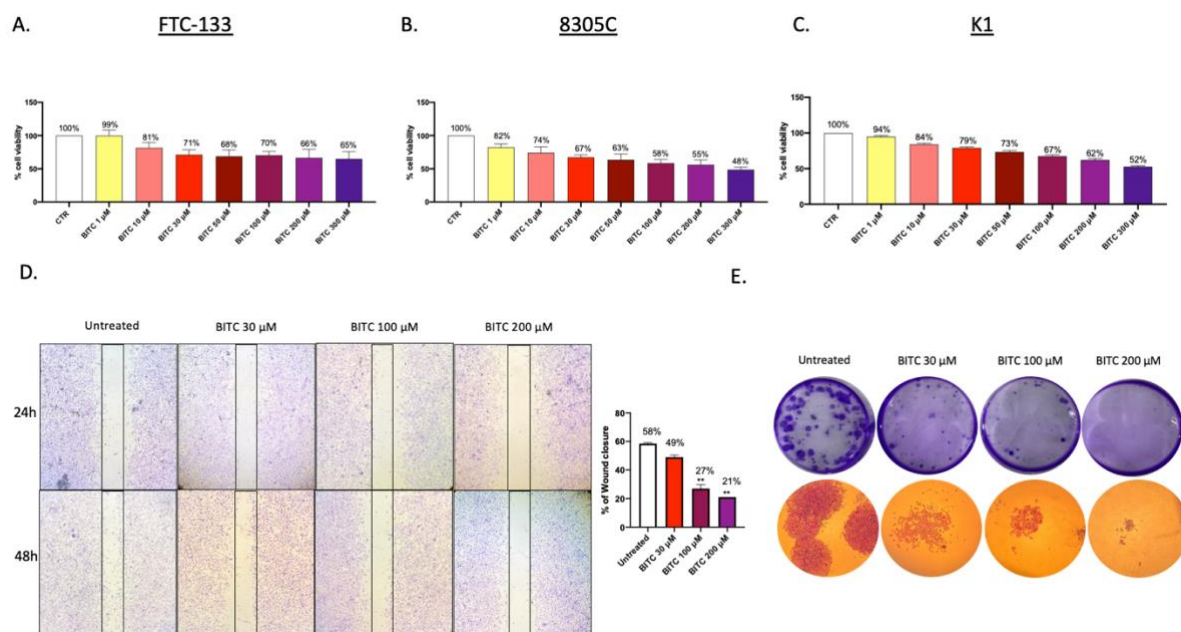 A. FTC-133
B. 8305C
C. K1
% cell viability
150
100
50
0
100%
99%
81%
71%
68%
70%
66%
65%
CTR
BITC 1 µM
BITC 10 µM
BITC 30 µM
BITC 50 µM
BITC 100 µM
BITC 200 µM
BITC 300 µM
% cell viability
150
100
50
0
100%
82%
74%
67%
63%
58%
55%
48%
CTR
BITC 1 µM
BITC 10 µM
BITC 30 µM
BITC 50 µM
BITC 100 µM
BITC 200 µM
BITC 300 µM
% cell viability
150
100
50
0
100%
94%
84%
79%
73%
67%
62%
52%
CTR
BITC 1 µM
BITC 10 µM
BITC 30 µM
BITC 50 µM
BITC 100 µM
BITC 200 µM
BITC 300 µM
D.
Untreated
BITC 30 µM
BITC 100 µM
BITC 200 µM
24h
48h
% of Wound closure
80
60
40
20
0
58%
49%
27%
**
21%
**
Untreated
BITC 30 µM
BITC 100 µM
BITC 200 µM
E.
Untreated
BITC 30 µM
BITC 100 µM
BITC 200 µM